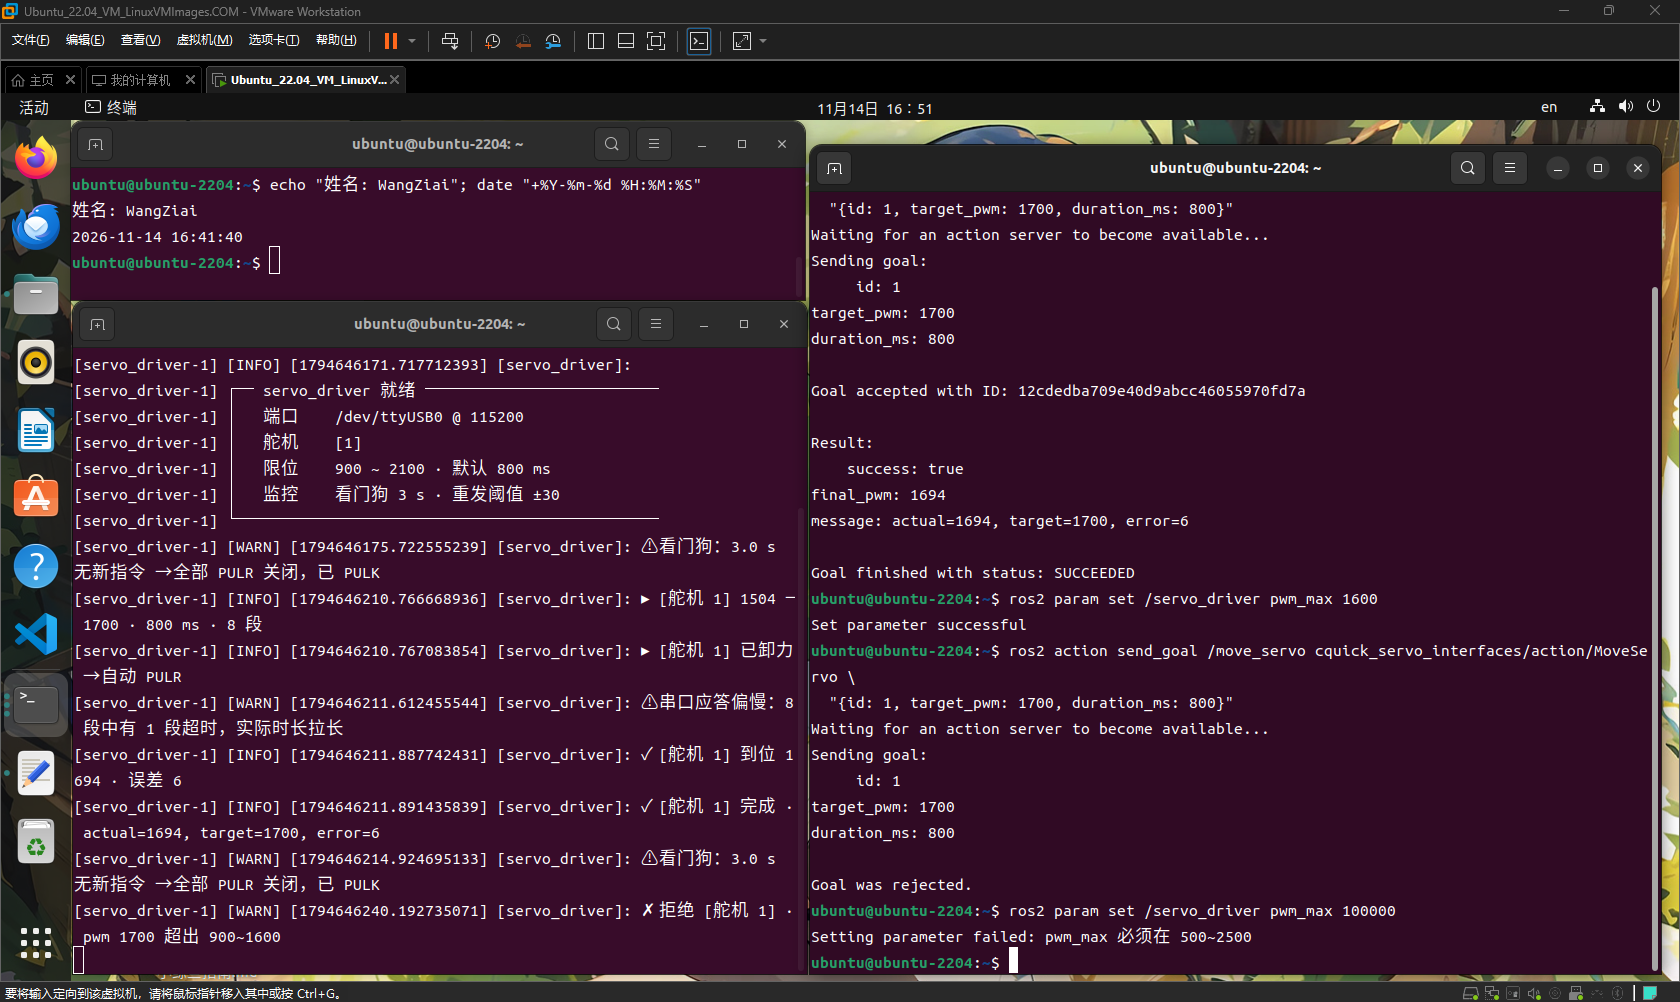 Ubuntu_22.04_VM_LinuxVMImages.COM - VMware Workstation
文件(F) 编辑(E) 查看(V) 虚拟机(M) 选项卡(T) 帮助(H)
主页 我的计算机 Ubuntu_22.04_VM_LinuxV...
活动 终端 11月14日 16：51 en
ubuntu@ubuntu-2204: ~
ubuntu@ubuntu-2204:~$ echo "姓名: WangZiai"; date "+%Y-%m-%d %H:%M:%S"
姓名: WangZiai
2026-11-14 16:41:40
ubuntu@ubuntu-2204:~$
ubuntu@ubuntu-2204: ~
[servo_driver-1] [INFO] [1794646171.717712393] [servo_driver]:
[servo_driver-1] servo_driver 就绪
[servo_driver-1] 端口 /dev/ttyUSB0 @ 115200
[servo_driver-1] 舵机 [1]
[servo_driver-1] 限位 900 ~ 2100 · 默认 800 ms
[servo_driver-1] 监控 看门狗 3 s · 重发阈值 ±30
[servo_driver-1]
[servo_driver-1] [WARN] [1794646175.722555239] [servo_driver]: ⚠看门狗: 3.0 s
无新指令 →全部 PULR 关闭，已 PULK
[servo_driver-1] [INFO] [1794646210.766668936] [servo_driver]: ▶ [舵机 1] 1504 —
1700 · 800 ms · 8 段
[servo_driver-1] [INFO] [1794646210.767083854] [servo_driver]: ▶ [舵机 1] 已卸力
→自动 PULR
[servo_driver-1] [WARN] [1794646211.612455544] [servo_driver]: ⚠串口应答偏慢: 8
段中有 1 段超时，实际时长拉长
[servo_driver-1] [INFO] [1794646211.887742431] [servo_driver]: ✓ [舵机 1] 到位 1
694 · 误差 6
[servo_driver-1] [INFO] [1794646211.891435839] [servo_driver]: ✓ [舵机 1] 完成 ·
actual=1694, target=1700, error=6
[servo_driver-1] [WARN] [1794646214.924695133] [servo_driver]: ⚠看门狗: 3.0 s
无新指令 →全部 PULR 关闭，已 PULK
[servo_driver-1] [WARN] [1794646240.192735071] [servo_driver]: ✗ 拒绝 [舵机 1] ·
pwm 1700 超出 900~1600
ubuntu@ubuntu-2204: ~
"{id: 1, target_pwm: 1700, duration_ms: 800}"
Waiting for an action server to become available...
Sending goal:
id: 1
target_pwm: 1700
duration_ms: 800
Goal accepted with ID: 12cdedba709e40d9abcc46055970fd7a
Result:
success: true
final_pwm: 1694
message: actual=1694, target=1700, error=6
Goal finished with status: SUCCEEDED
ubuntu@ubuntu-2204:~$ ros2 param set /servo_driver pwm_max 1600
Set parameter successful
ubuntu@ubuntu-2204:~$ ros2 action send_goal /move_servo cquick_servo_interfaces/action/MoveSe
rvo \
"{id: 1, target_pwm: 1700, duration_ms: 800}"
Waiting for an action server to become available...
Sending goal:
id: 1
target_pwm: 1700
duration_ms: 800
Goal was rejected.
ubuntu@ubuntu-2204:~$ ros2 param set /servo_driver pwm_max 100000
Setting parameter failed: pwm_max 必须在 500~2500
ubuntu@ubuntu-2204:~$
要将输入定向到该虚拟机，请将鼠标指针移入其中或按 Ctrl+G。